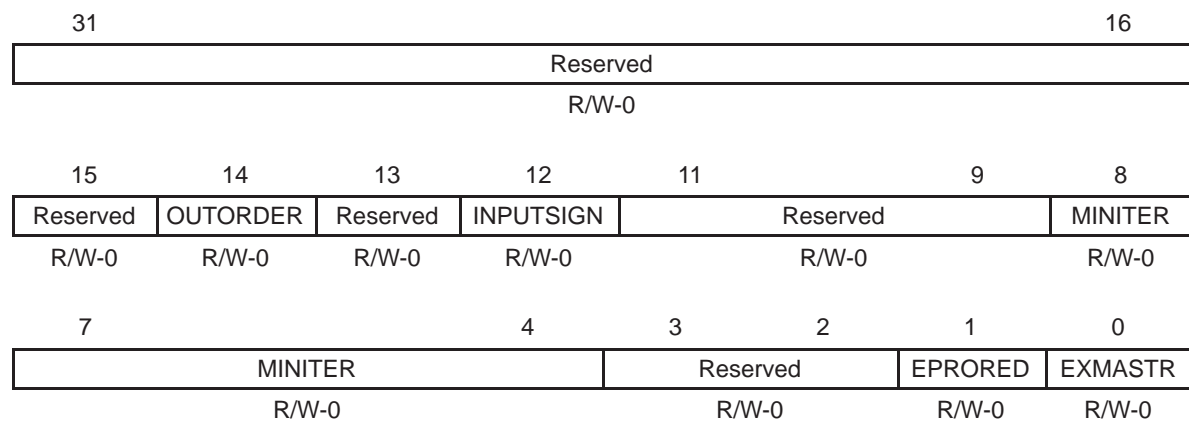 31 16
Reserved
R/W-0
15 14 13 12 11 9 8
Reserved OUTORDER Reserved INPUTSIGN Reserved MINITER
R/W-0 R/W-0 R/W-0 R/W-0 R/W-0 R/W-0
7 4 3 2 1 0
MINITER Reserved EPRORED EXMASTR
R/W-0 R/W-0 R/W-0 R/W-0